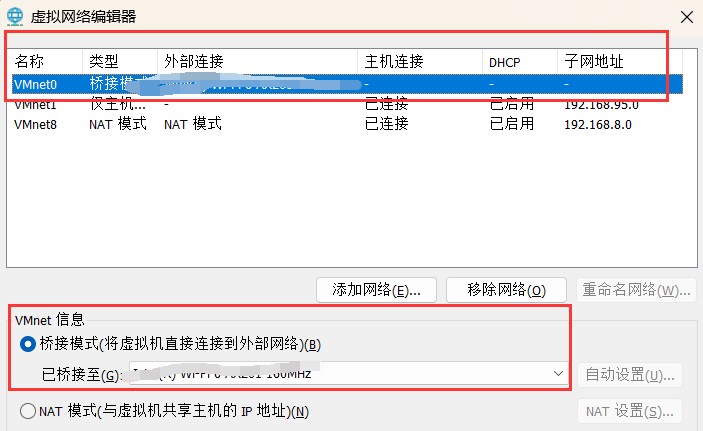 虚拟网络编辑器
名称 类型 外部连接 主机连接 DHCP 子网地址
VMnet0 桥接模 - - -
VMnet1 仅主机... - 已连接 已启用 192.168.95.0
VMnet8 NAT 模式 NAT 模式 已连接 已启用 192.168.8.0
添加网络(E)... 移除网络(O) 重命名网络(W)...
VMnet 信息
桥接模式(将虚拟机直接连接到外部网络)(B)
已桥接至(G): 160MHz 自动设置(U)...
NAT 模式(与虚拟机共享主机的 IP 地址)(N) NAT 设置(S)...